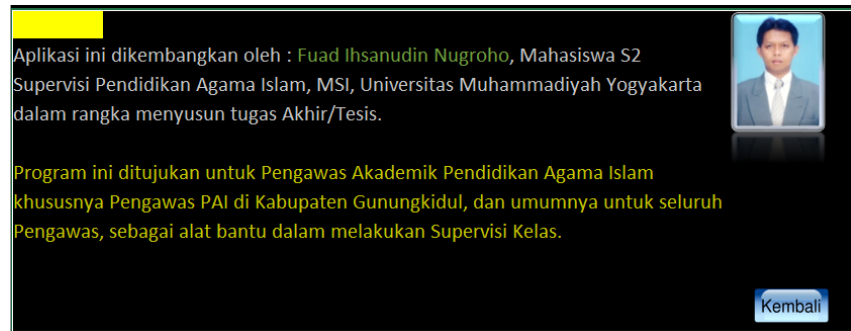 Aplikasi ini dikembangkan oleh : Fuad Ihsanudin Nugroho, Mahasiswa S2
Supervisi Pendidikan Agama Islam, MSI, Universitas Muhammadiyah Yogyakarta
dalam rangka menyusun tugas Akhir/Tesis.
Program ini ditujukan untuk Pengawas Akademik Pendidikan Agama Islam
khususnya Pengawas PAI di Kabupaten Gunungkidul, dan umumnya untuk seluruh
Pengawas, sebagai alat bantu dalam melakukan Supervisi Kelas.
Kembali